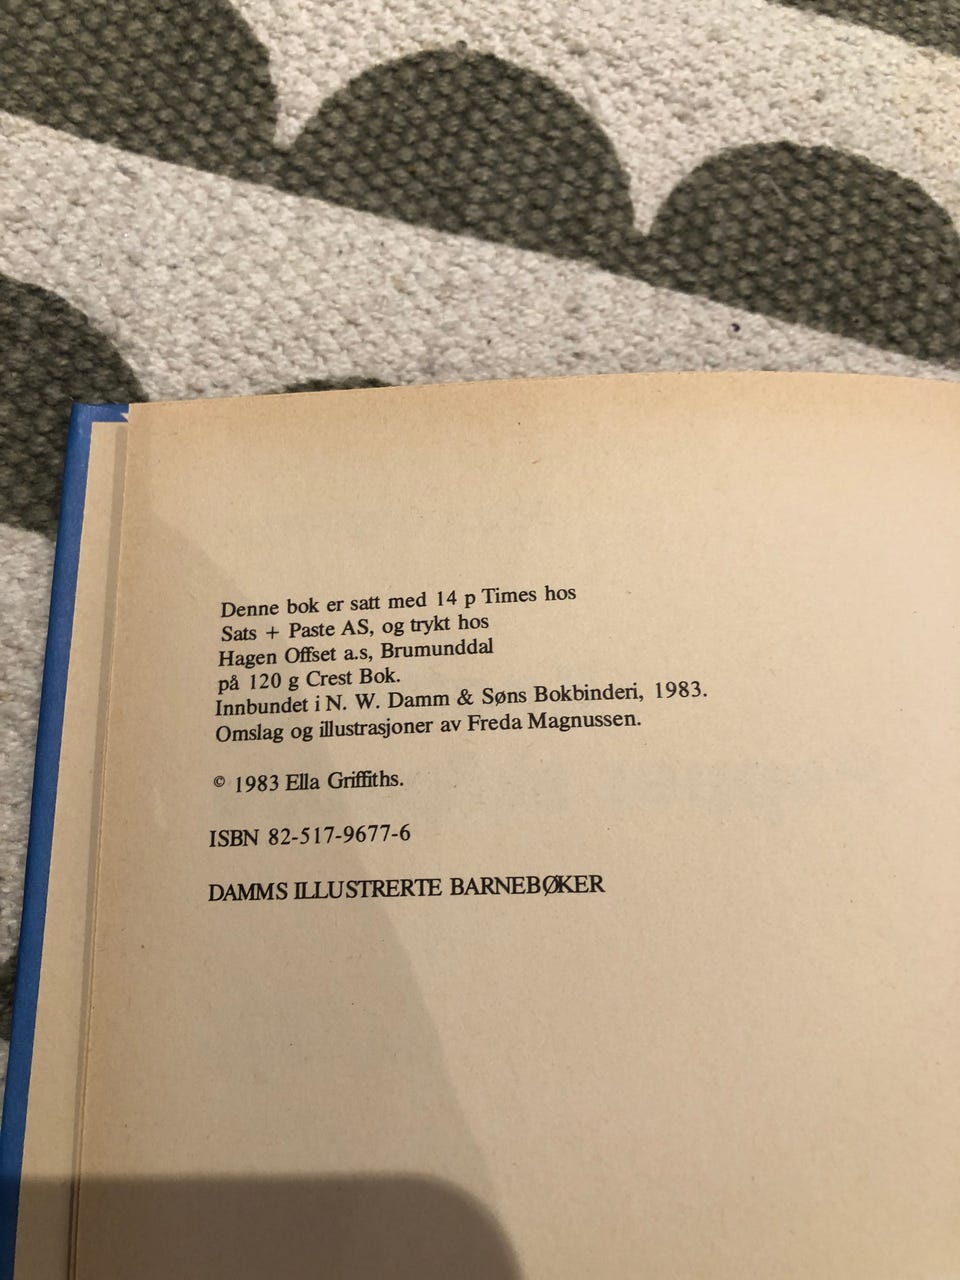 Denne bok er satt med 14 p Times hos
Sats + Paste AS, og trykt hos
Hagen Offset a.s, Brumunddal
på 120 g Crest Bok.
Innbundet i N. W. Damm & Søns Bokbinderi, 1983.
Omslag og illustrasjoner av Freda Magnussen.
© 1983 Ella Griffiths.
ISBN 82-517-9677-6
DAMMS ILLUSTRERTE BARNEBØKER